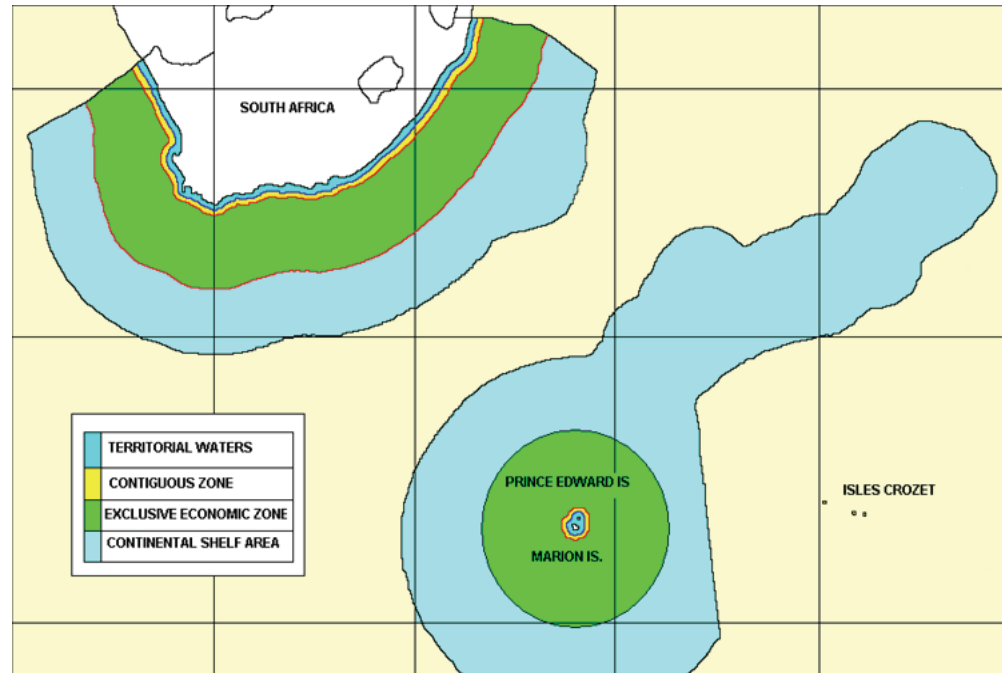 SOUTH AFRICA
TERRITORIAL WATERS
CONTIGUOUS ZONE
EXCLUSIVE ECONOMIC ZONE
CONTINENTAL SHELF AREA
PRINCE EDWARD IS
MARION IS.
ISLES CROZET